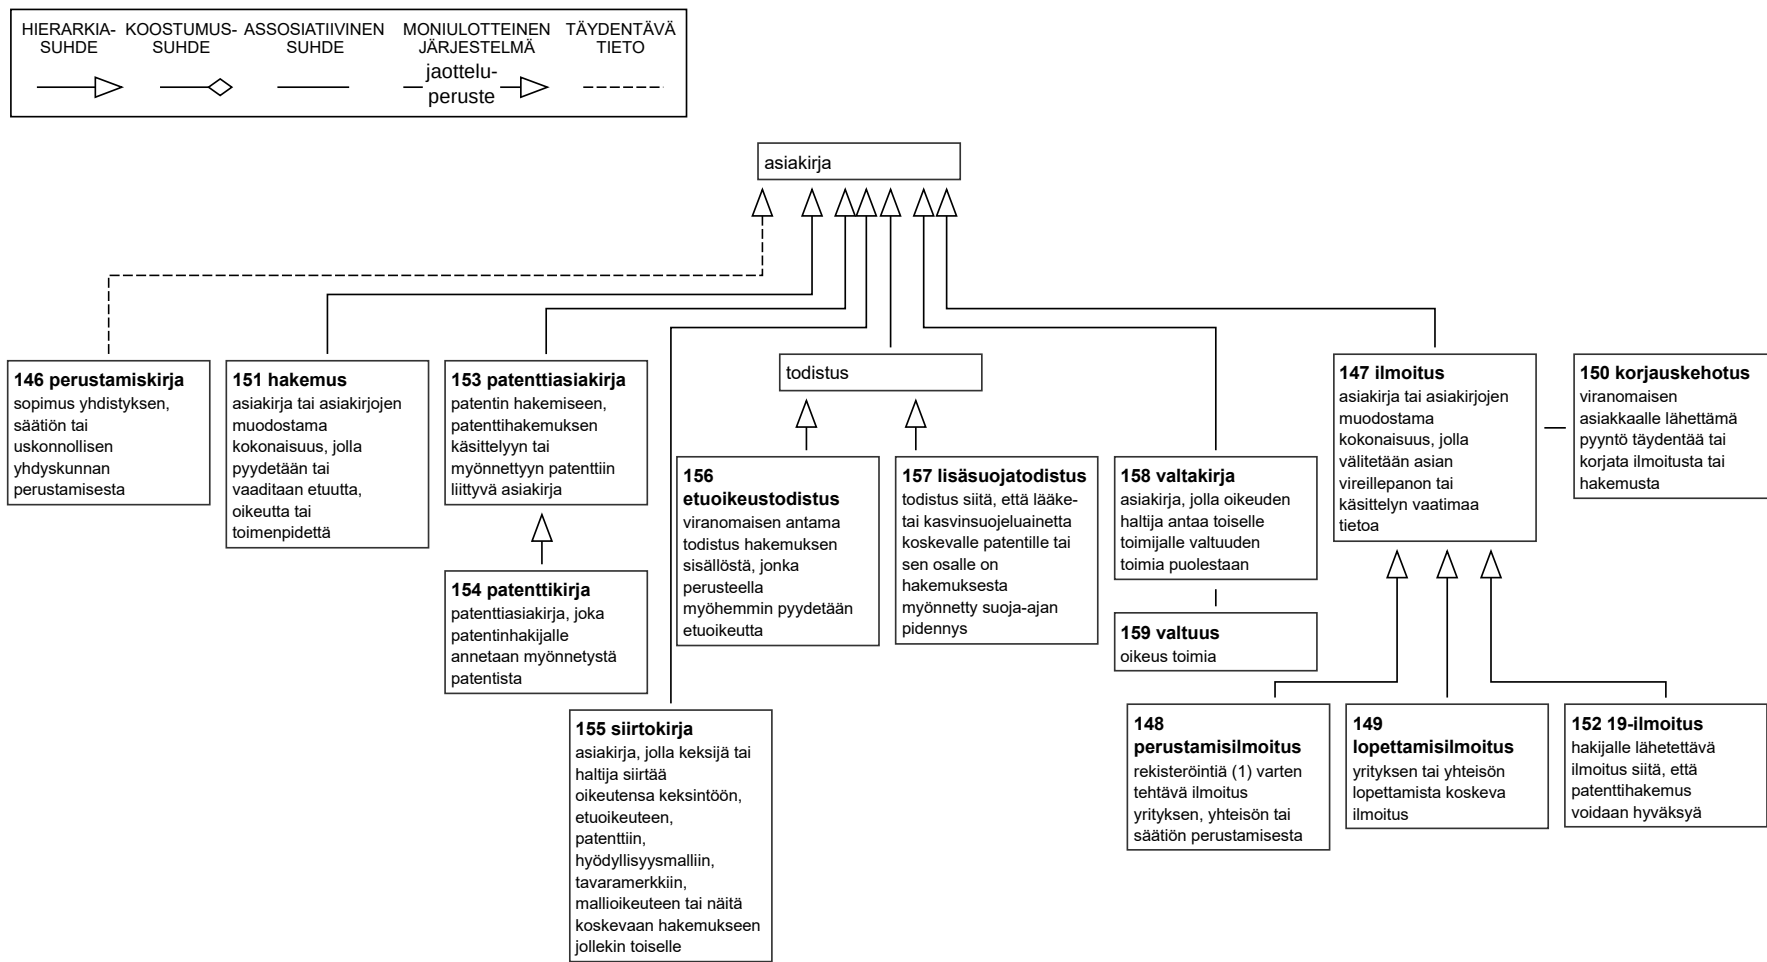 HIERARKIA-
SUHDE
KOOSTUMUS-
SUHDE
ASSOSIATIIVINEN
SUHDE
MONIULOTTEINEN
JÄRJESTELMÄ
jaottelu-
peruste
TÄYDENTÄVÄ
TIETO
asiakirja
146 perustamiskirja
sopimus yhdistyksen,
säätiön tai
uskonnollisen
yhdyskunnan
perustamisesta
151 hakemus
asiakirja tai asiakirjojen
muodostama
kokonaisuus, jolla
pyydetään tai
vaaditaan etuutta,
oikeutta tai
toimenpidettä
153 patenttiasiakirja
patentin hakemiseen,
patenttihakemuksen
käsittelyyn tai
myönnettyyn patenttiin
liittyvä asiakirja
154 patenttikirja
patenttiasiakirja, joka
patentinhakijalle
annetaan myönnetystä
patentista
155 siirtokirja
asiakirja, jolla keksijä tai
haltija siirtää
oikeutensa keksintöön,
etuoikeuteen,
patenttiin,
hyödyllisyysmalliin,
tavaramerkkiin,
mallioikeuteen tai näitä
koskevaan hakemukseen
jollekin toiselle
todistus
156
etuoikeustodistus
viranomaisen antama
todistus hakemuksen
sisällöstä, jonka
perusteella
myöhemmin pyydetään
etuoikeutta
157 lisäsuojatodistus
todistus siitä, että lääke-
tai kasvinsuojeluainetta
koskevalle patentille tai
sen osalle on
hakemuksesta
myönnetty suoja-ajan
pidennys
158 valtakirja
asiakirja, jolla oikeuden
haltija antaa toiselle
toimijalle valtuuden
toimia puolestaan
159 valtuus
oikeus toimia
147 ilmoitus
asiakirja tai asiakirjojen
muodostama
kokonaisuus, jolla
välitetään asian
vireillepanon tai
käsittelyn vaatimaa
tietoa
150 korjauskehotus
viranomaisen
asiakkaalle lähettämä
pyyntö täydentää tai
korjata ilmoitusta tai
hakemusta
148
perustamisilmoitus
rekisteröintiä (1) varten
tehtävä ilmoitus
yrityksen, yhteisön tai
säätiön perustamisesta
149
lopettamisilmoitus
yrityksen tai yhteisön
lopettamista koskeva
ilmoitus
152 19-ilmoitus
hakijalle lähetettävä
ilmoitus siitä, että
patenttihakemus
voidaan hyväksyä